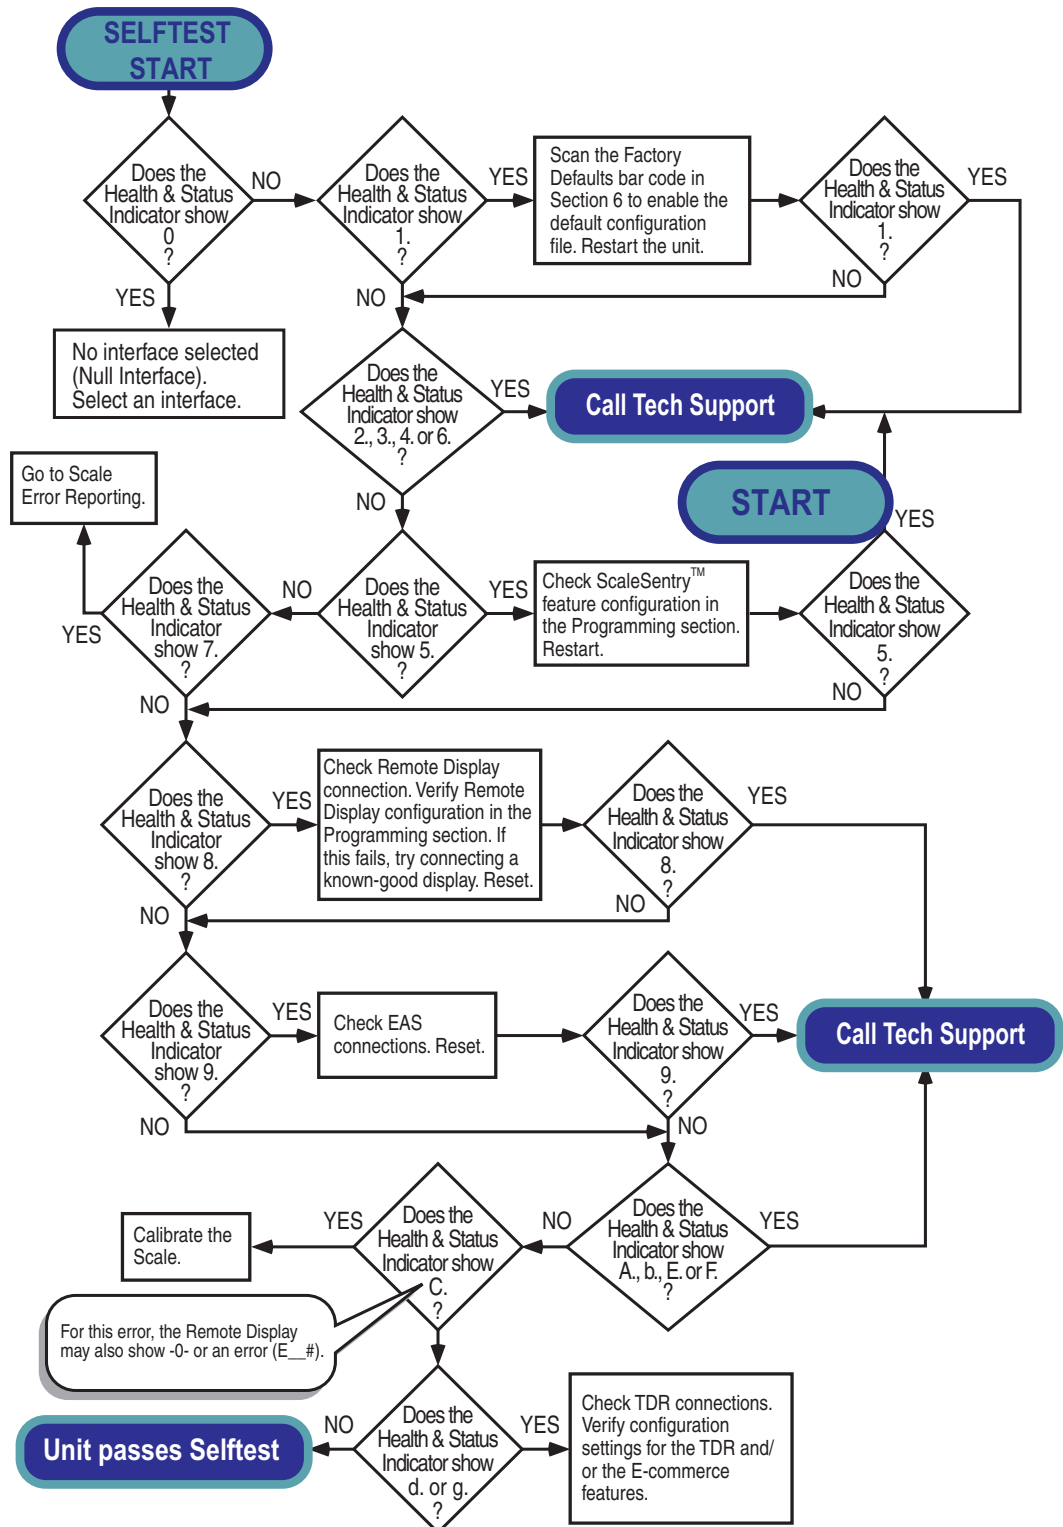 SELFTEST
START
Does the
Health & Status
Indicator show
0
?
NO
YES
No interface selected
(Null Interface).
Select an interface.
Does the
Health & Status
Indicator show
1.
?
YES
NO
Scan the Factory
Defaults bar code in
Section 6 to enable the
default configuration
file. Restart the unit.
Does the
Health & Status
Indicator show
1.
?
YES
NO
Does the
Health & Status
Indicator show
2., 3., 4. or 6.
?
YES
NO
Call Tech Support
START
Go to Scale
Error Reporting.
Does the
Health & Status
Indicator
show 7.
?
YES
NO
NO
Does the
Health & Status
Indicator
show 5.
?
YES
Check ScaleSentry™
feature configuration in
the Programming section.
Restart.
Does the
Health & Status
Indicator show
5.
?
YES
NO
Does the
Health & Status
Indicator
show 8.
?
YES
NO
Check Remote Display
connection. Verify Remote
Display configuration in the
Programming section. If
this fails, try connecting a
known-good display. Reset.
Does the
Health & Status
Indicator show
8.
?
YES
NO
Does the
Health & Status
Indicator
show 9.
?
YES
NO
Check EAS
connections. Reset.
Does the
Health & Status
Indicator show
9.
?
YES
NO
Call Tech Support
Does the
Health & Status
Indicator show
A., b., E. or F.
?
YES
NO
Does the
Health & Status
Indicator show
C.
?
YES
Calibrate the
Scale.
For this error, the Remote Display
may also show -0- or an error (E__#).
Does the
Health & Status
Indicator show
d. or g.
?
NO
YES
Unit passes Selftest
Check TDR connections.
Verify configuration
settings for the TDR and/
or the E-commerce
features.